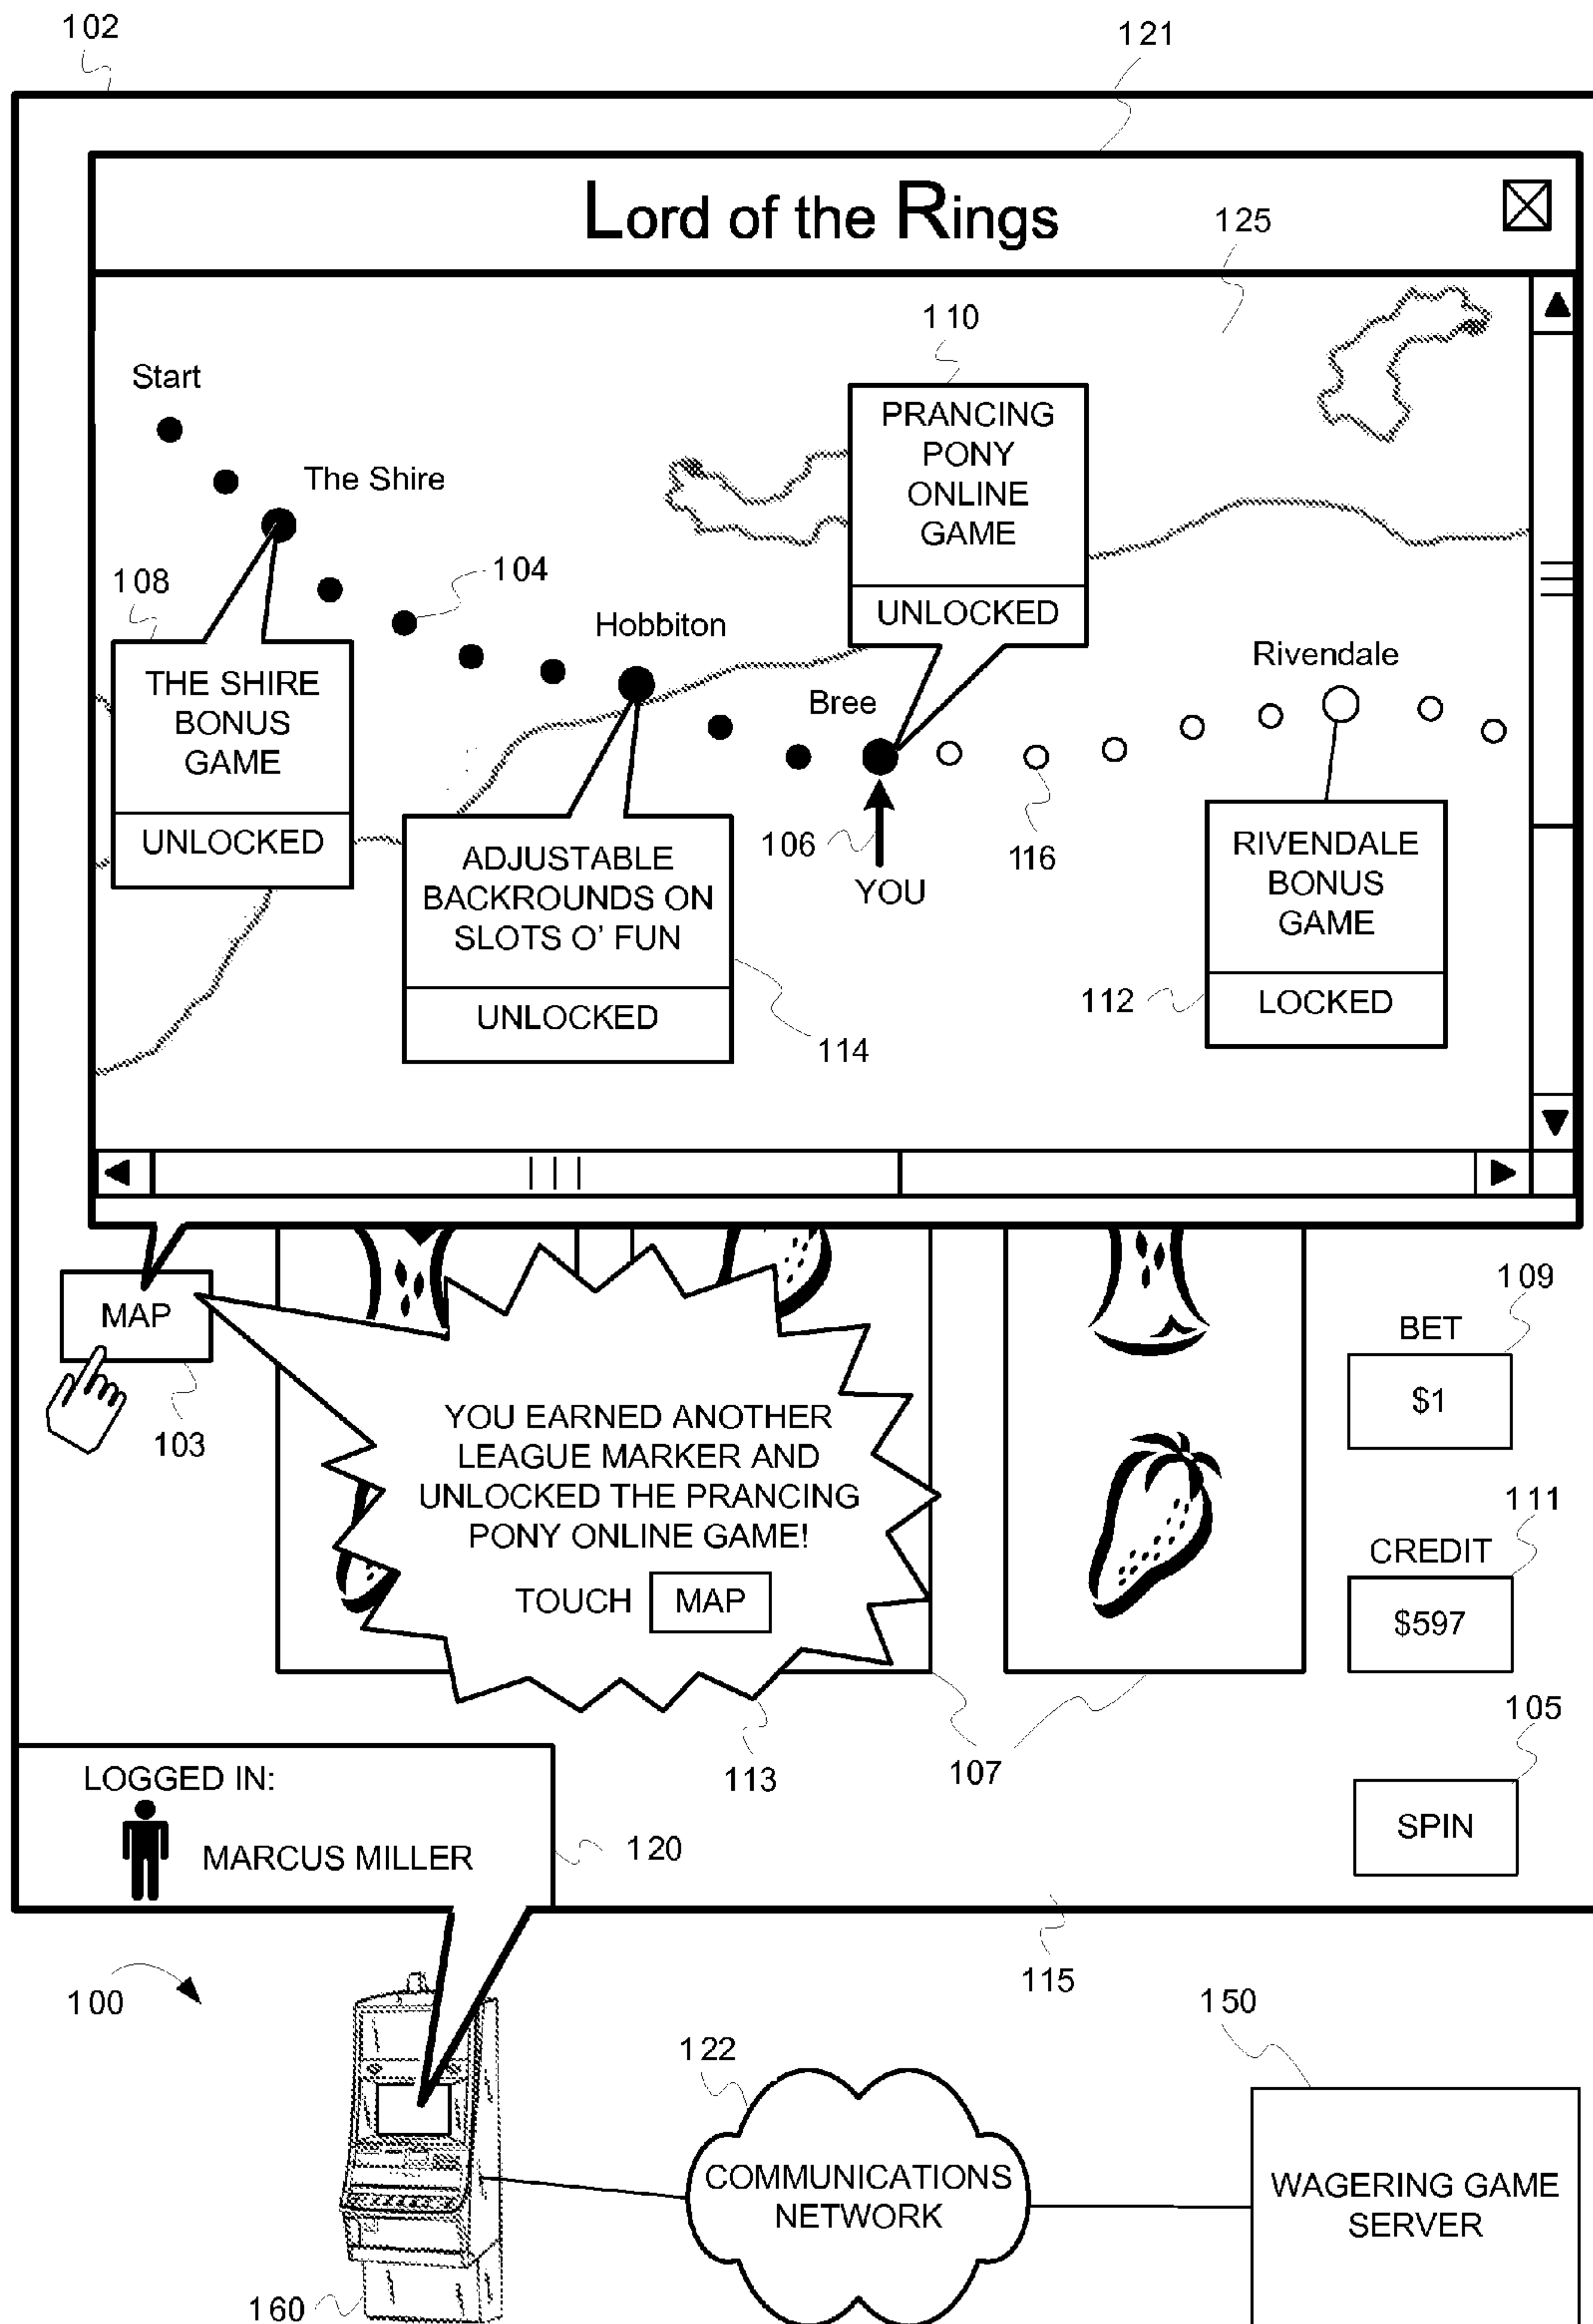 102
121
Lord of the Rings
125
110
Start
PRANCING
PONY
ONLINE
GAME
UNLOCKED
The Shire
104
108
Hobbiton
THE SHIRE
BONUS
GAME
UNLOCKED
Rivendale
Bree
106
YOU
116
ADJUSTABLE
BACKROUNDS ON
SLOTS O' FUN
UNLOCKED
114
RIVENDALE
BONUS
GAME
LOCKED
112
MAP
103
109
BET
$1
YOU EARNED ANOTHER
LEAGUE MARKER AND
UNLOCKED THE PRANCING
PONY ONLINE GAME!
TOUCH MAP
111
CREDIT
$597
105
SPIN
113
107
LOGGED IN:
MARCUS MILLER
120
115
100
150
122
COMMUNICATIONS
NETWORK
WAGERING GAME
SERVER
160